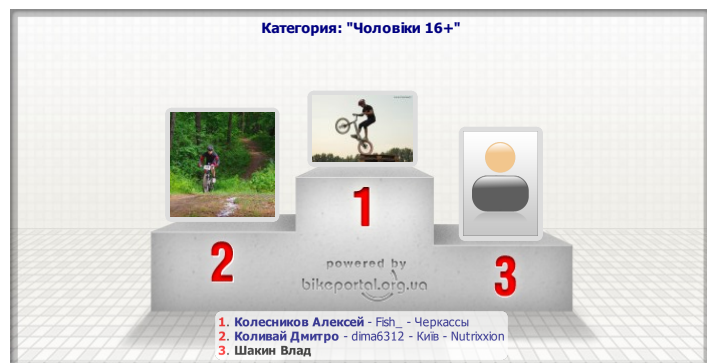 Категория: "Чоловіки 16+"
1
2
3
powered by
bikeportal.org.ua
1. Колесников Алексей - Fish_ - Черкассы
2. Коливай Дмитро - dima6312 - Київ - Nutrixxion
3. Шакин Влад